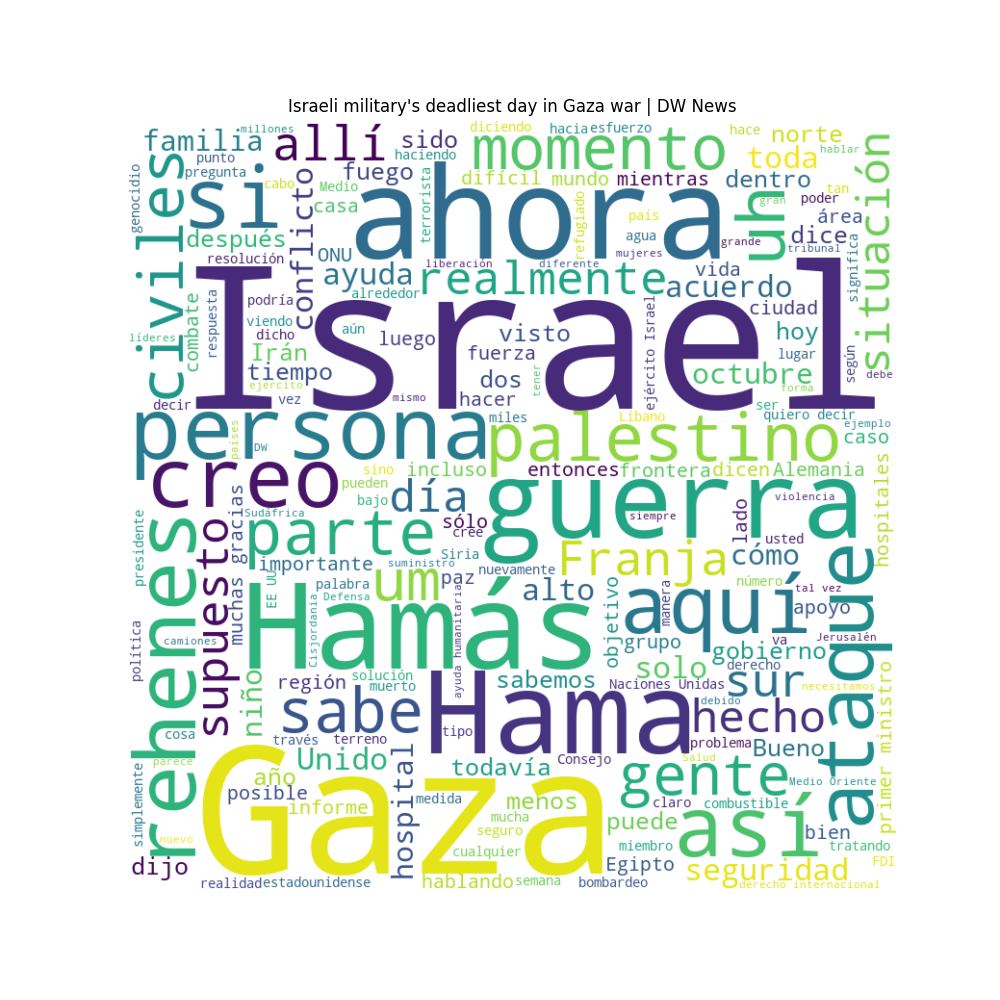 Israeli military's deadliest day in Gaza war | DW News
familia millones allí sido diciendo hacia esfuerzo hace norte
punto pregunta haciendo momento toda hablar
genocidio civiles si cabo Medio fuego terrorista difícil mundo mientras dentro tan poder situación
casa conflicto ahora refugiado país uh gran área
después ONU agua dice tribunal
resolución ayuda liberación realmente diferente mujeres grande vida acuerdo significa
líderes combate respuesta podría alrededor Israel ciudad
viendo dicho aún luego visto ejército Israel hoy
Irán fuerza lugar según
tiempo dos octubre debe
ejército tener forma
decir vez mismo hacer miles Líbano ser quiero decir ejemplo
persona países DW palestino caso
creo sino incluso entonces frontera dicen Alemania
pueden día guerra violencia hospitales
bajo
presidente rehenes supuesto muchas gracias Sudáfrica parte sólo cree siempre lado usted
importante Siria nuevamente Franja cómo
EE UU palabra suministro um paz alto objetivo manera número tal vez ataque
Defensa aquí apoyo
política camiones Cisjordania Hamás ayuda humanitaria grupo va Jerusalén
gobierno
niño solución solo derecho
región muerto sabemos Naciones Unidas sur necesitamos primer ministro
cosa sabe Hama debido hecho
través terreno tipo problema
simplemente parece Unido hospital Consejo Salud Bueno
año todavía gente Medio Oriente
posible informe medida menos claro combustible
Gaza mucha puede así bien
nuevo seguro miembro tratando
cualquier
dijo Egipto seguridad FDI
realidad estadounidense hablando semana bombardeo derecho internacional